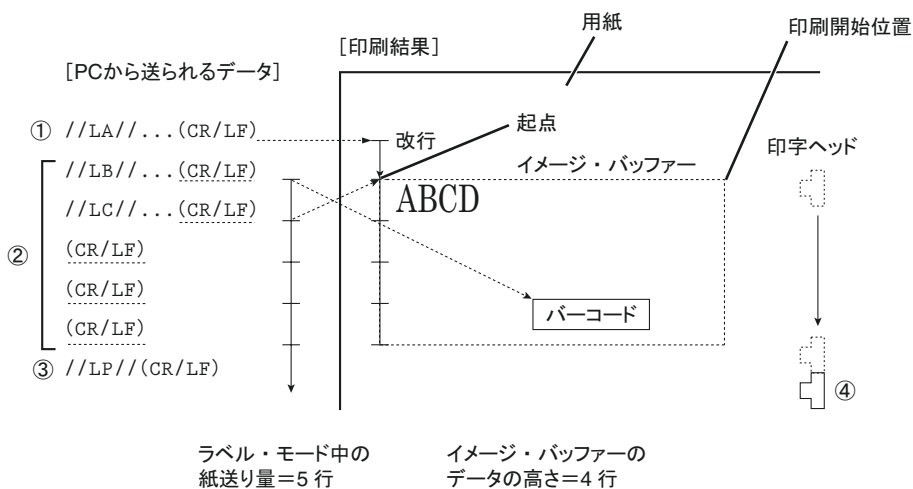 用紙
印刷開始位置
[印刷結果]
[PCから送られるデータ]
起点
① //LA//...(CR/LF)
改行
印字ヘッド
イメージ・バッファー
//LB//...(CR/LF)
ABCD
//LC//...(CR/LF)
②
(CR/LF)
(CR/LF)
バーコード
(CR/LF)
③ //LP//(CR/LF)
④
ラベル・モード中の
紙送り量=5 行
イメージ・バッファーの
データの高さ=4 行